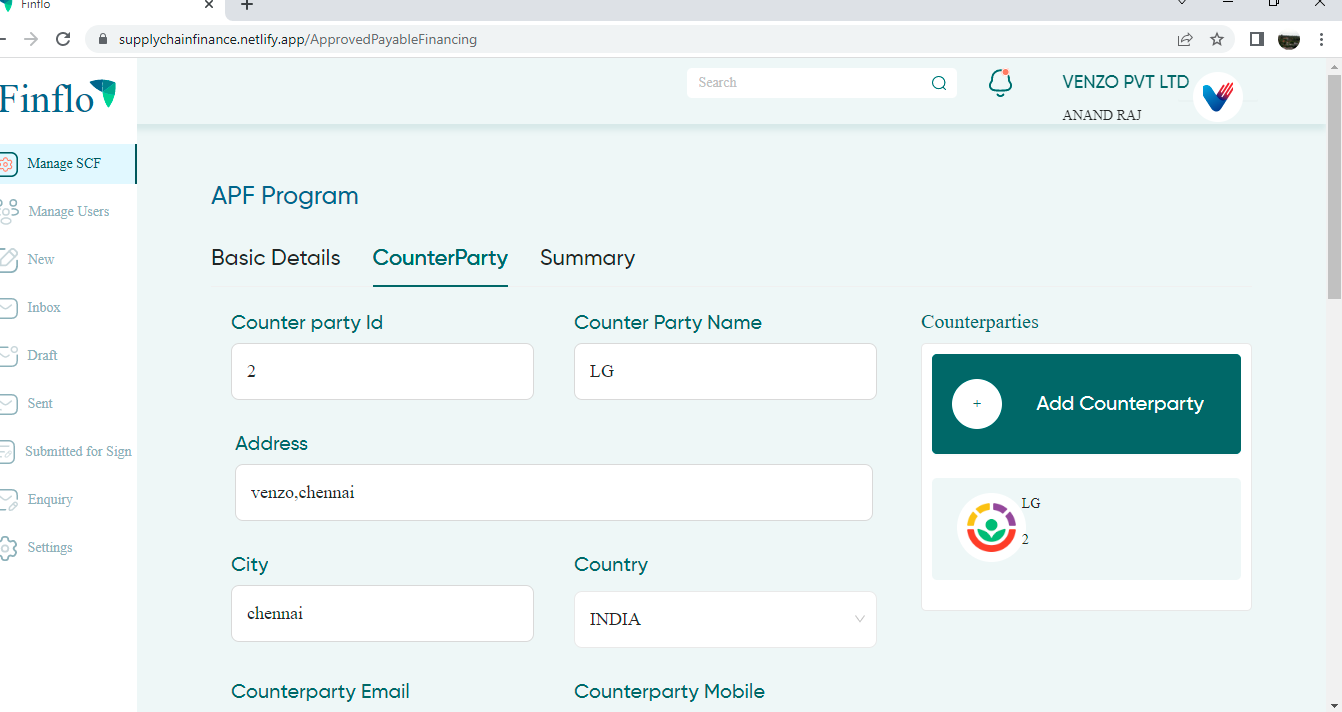 Finflo
supplychainfinance.netlify.app/ApprovedPayableFinancing
Finflo
Search
VENZO PVT LTD
ANAND RAJ
Manage SCF
Manage Users
New
Inbox
Draft
Sent
Submitted for Sign
Enquiry
Settings
APF Program
Basic Details CounterParty Summary
Counter party Id Counter Party Name
2 LG
Address
venzo,chennai
City Country
chennai INDIA
Counterparty Email Counterparty Mobile
Counterparties
+ Add Counterparty
LG
2